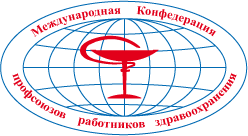 Международная Конфедерация
профсоюзов работников здравоохранения